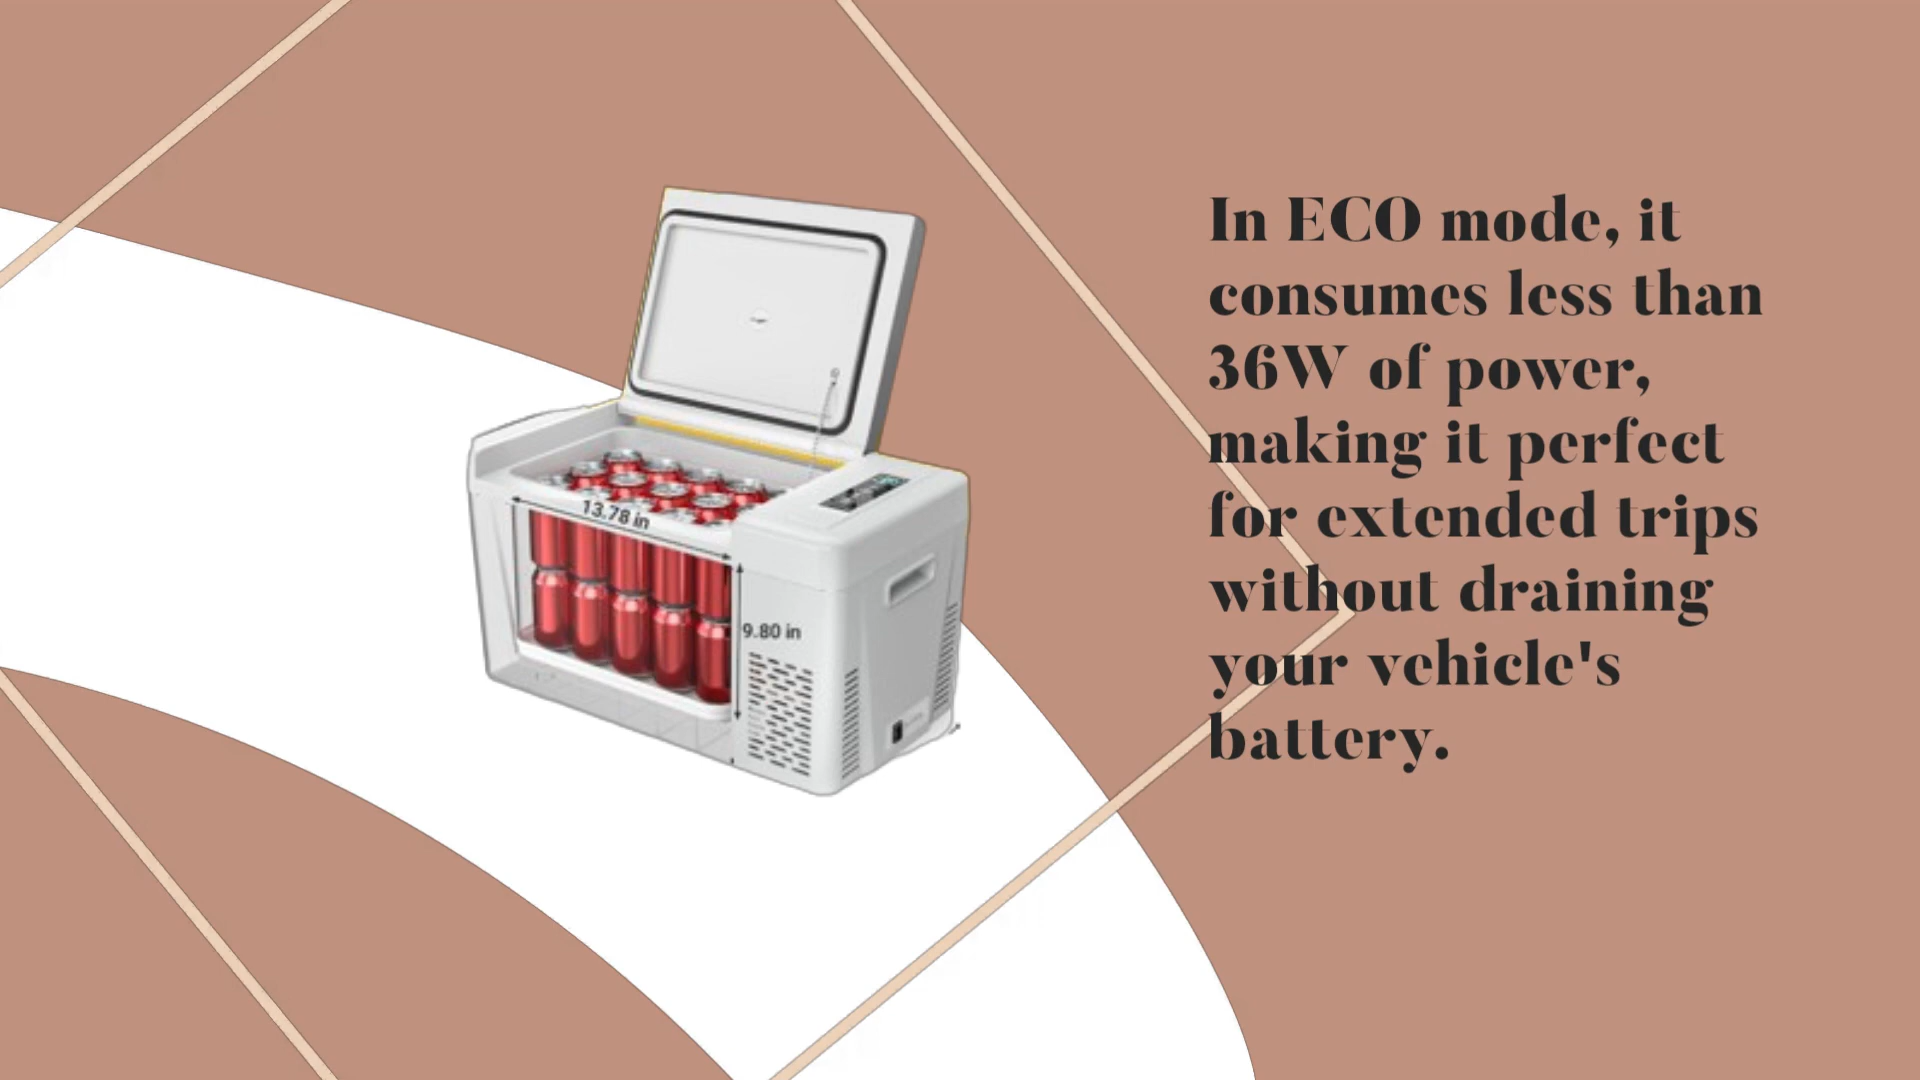 In ECO mode, it
consumes less than
36W of power,
making it perfect
for extended trips
without draining
your vehicle's
battery.
13.78 in
9.80 in